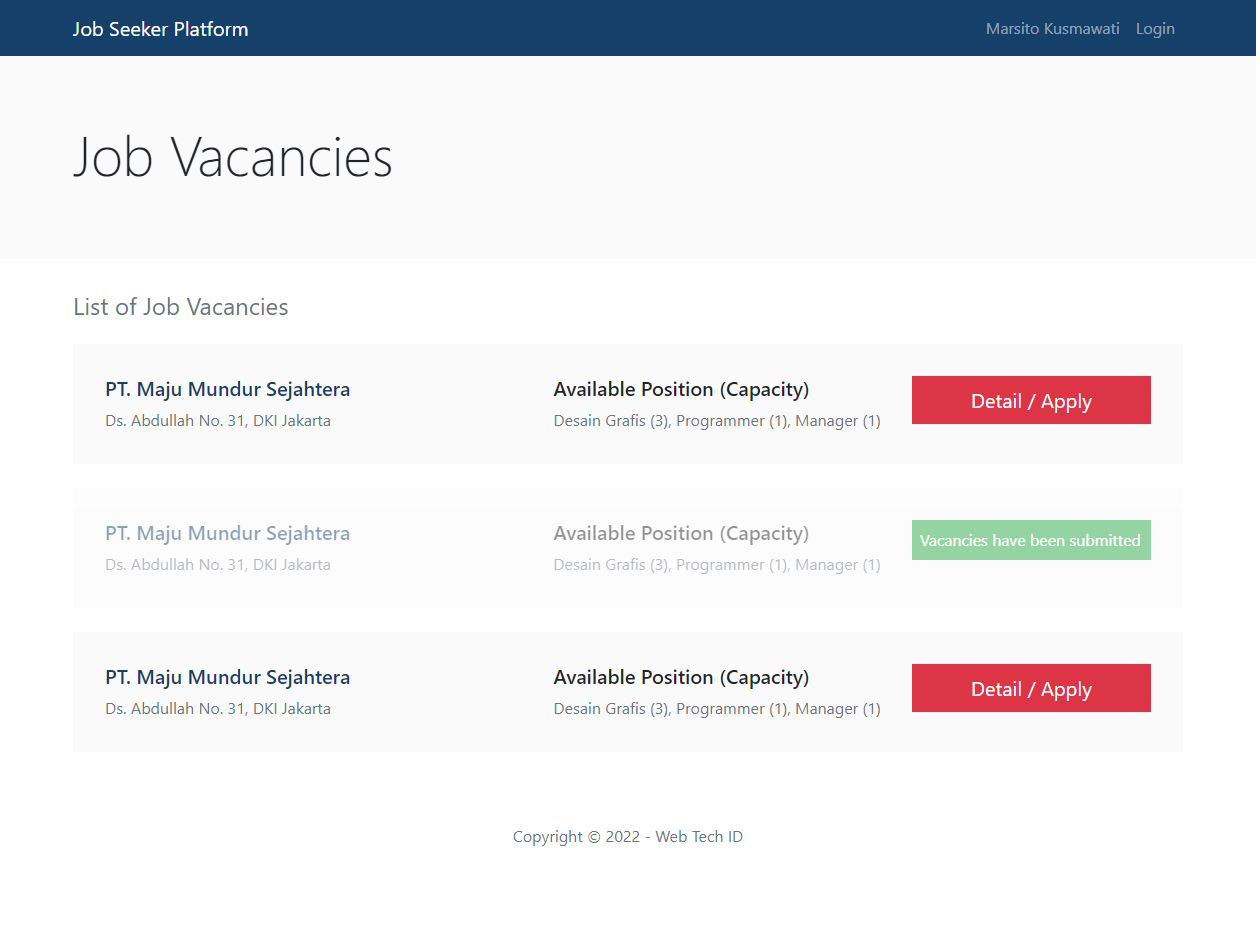 Job Seeker Platform
Marsito Kusmawati Login
Job Vacancies
List of Job Vacancies
PT. Maju Mundur Sejahtera
Ds. Abdullah No. 31, DKI Jakarta
Available Position (Capacity)
Desain Grafis (3), Programmer (1), Manager (1)
Detail / Apply
PT. Maju Mundur Sejahtera
Ds. Abdullah No. 31, DKI Jakarta
Available Position (Capacity)
Desain Grafis (3), Programmer (1), Manager (1)
Vacancies have been submitted
PT. Maju Mundur Sejahtera
Ds. Abdullah No. 31, DKI Jakarta
Available Position (Capacity)
Desain Grafis (3), Programmer (1), Manager (1)
Detail / Apply
Copyright © 2022 - Web Tech ID